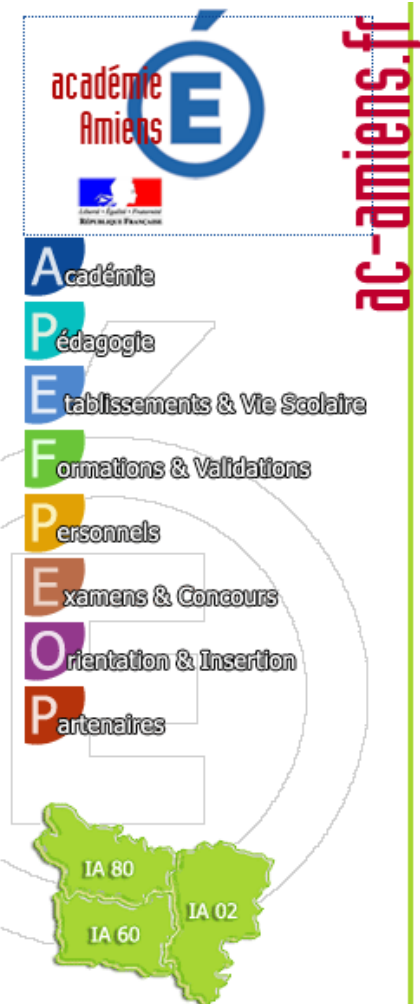 académie
Amiens
É
Liberté • Égalité • Fraternité
RÉPUBLIQUE FRANÇAISE
ac-amiens.fr
Académie
Pédagogie
Etablissements & Vie Scolaire
Formations & Validations
Personnels
Examens & Concours
Orientation & Insertion
Partenaires
IA 80
IA 02
IA 60